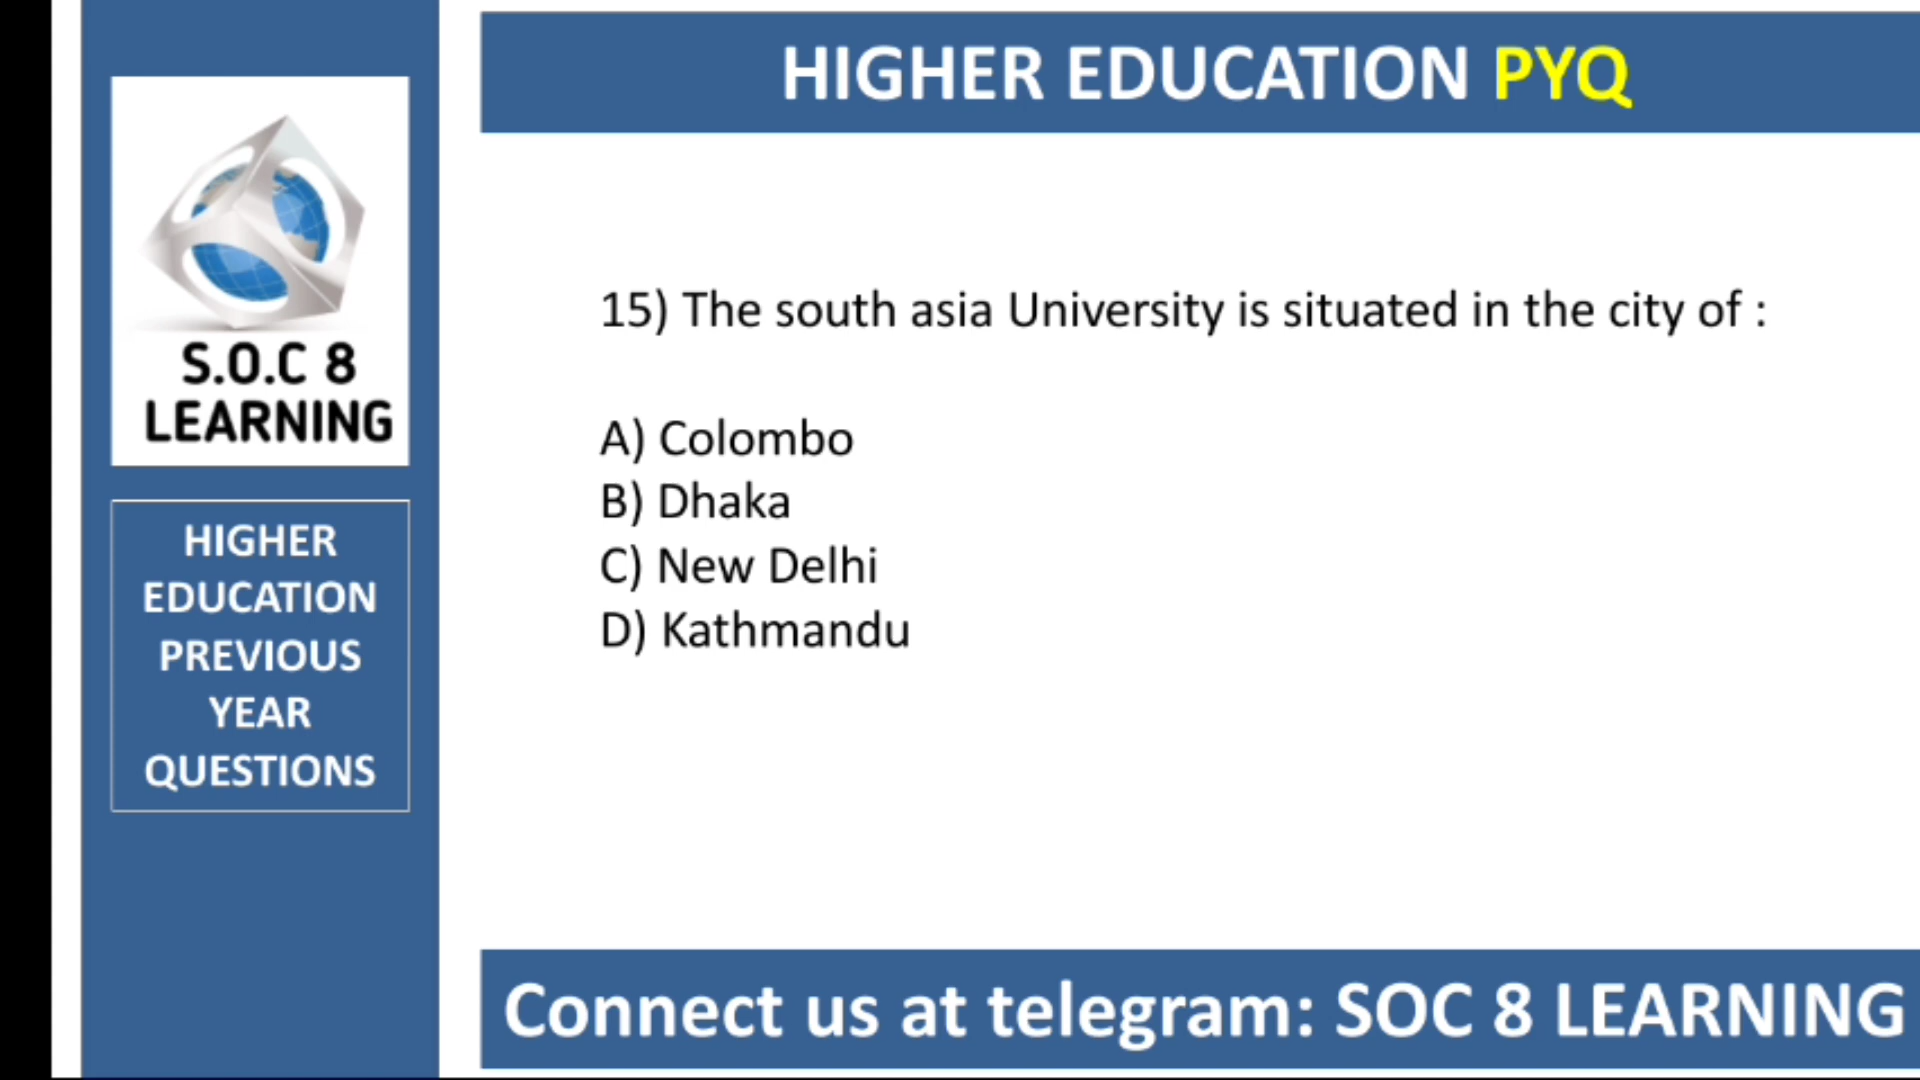 HIGHER EDUCATION PYQ
S.O.C 8
LEARNING
HIGHER
EDUCATION
PREVIOUS
YEAR
QUESTIONS
15) The south asia University is situated in the city of :
A) Colombo
B) Dhaka
C) New Delhi
D) Kathmandu
Connect us at telegram: SOC 8 LEARNING